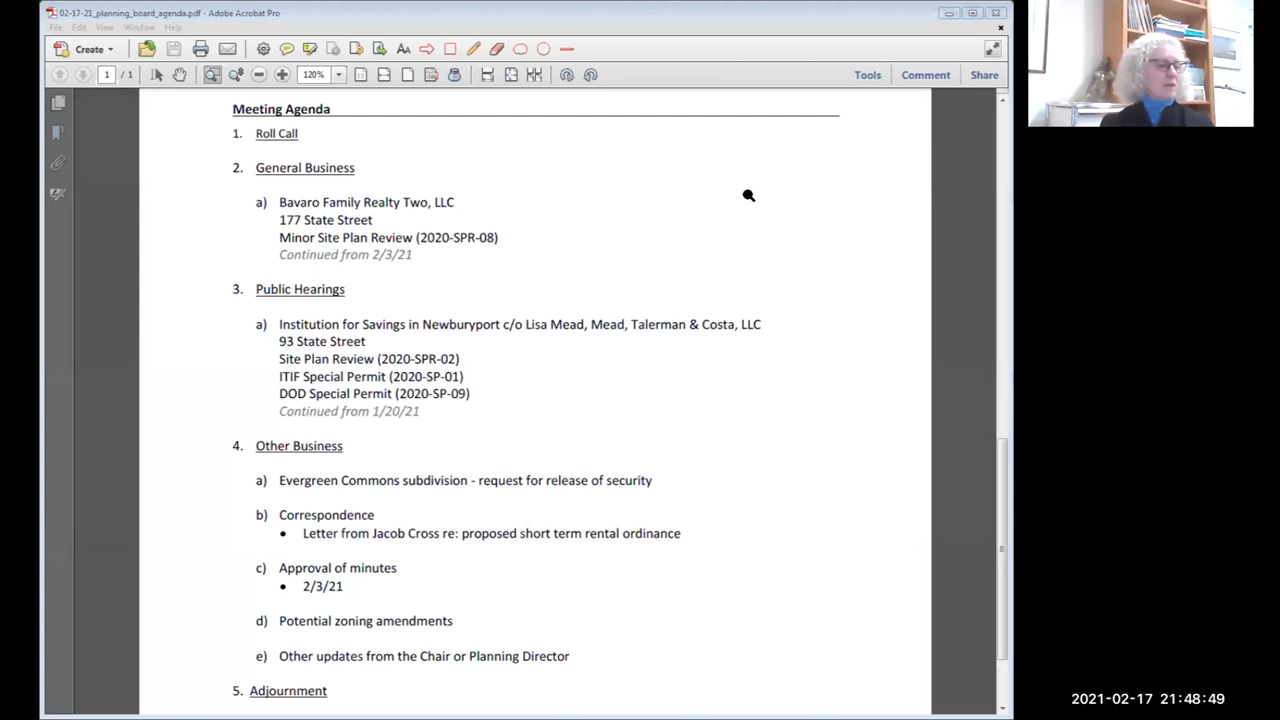 02-17-21_planning_board_agenda.pdf - Adobe Acrobat Pro
File Edit View Window Help
Create
1 / 1
120%
Tools
Comment
Share
Meeting Agenda
1. Roll Call
2. General Business
a) Bavaro Family Realty Two, LLC
177 State Street
Minor Site Plan Review (2020-SPR-08)
Continued from 2/3/21
3. Public Hearings
a) Institution for Savings in Newburyport c/o Lisa Mead, Mead, Talerman & Costa, LLC
93 State Street
Site Plan Review (2020-SPR-02)
ITIF Special Permit (2020-SP-01)
DOD Special Permit (2020-SP-09)
Continued from 1/20/21
4. Other Business
a) Evergreen Commons subdivision - request for release of security
b) Correspondence
• Letter from Jacob Cross re: proposed short term rental ordinance
c) Approval of minutes
• 2/3/21
d) Potential zoning amendments
e) Other updates from the Chair or Planning Director
5. Adjournment
2021-02-17 21:48:49